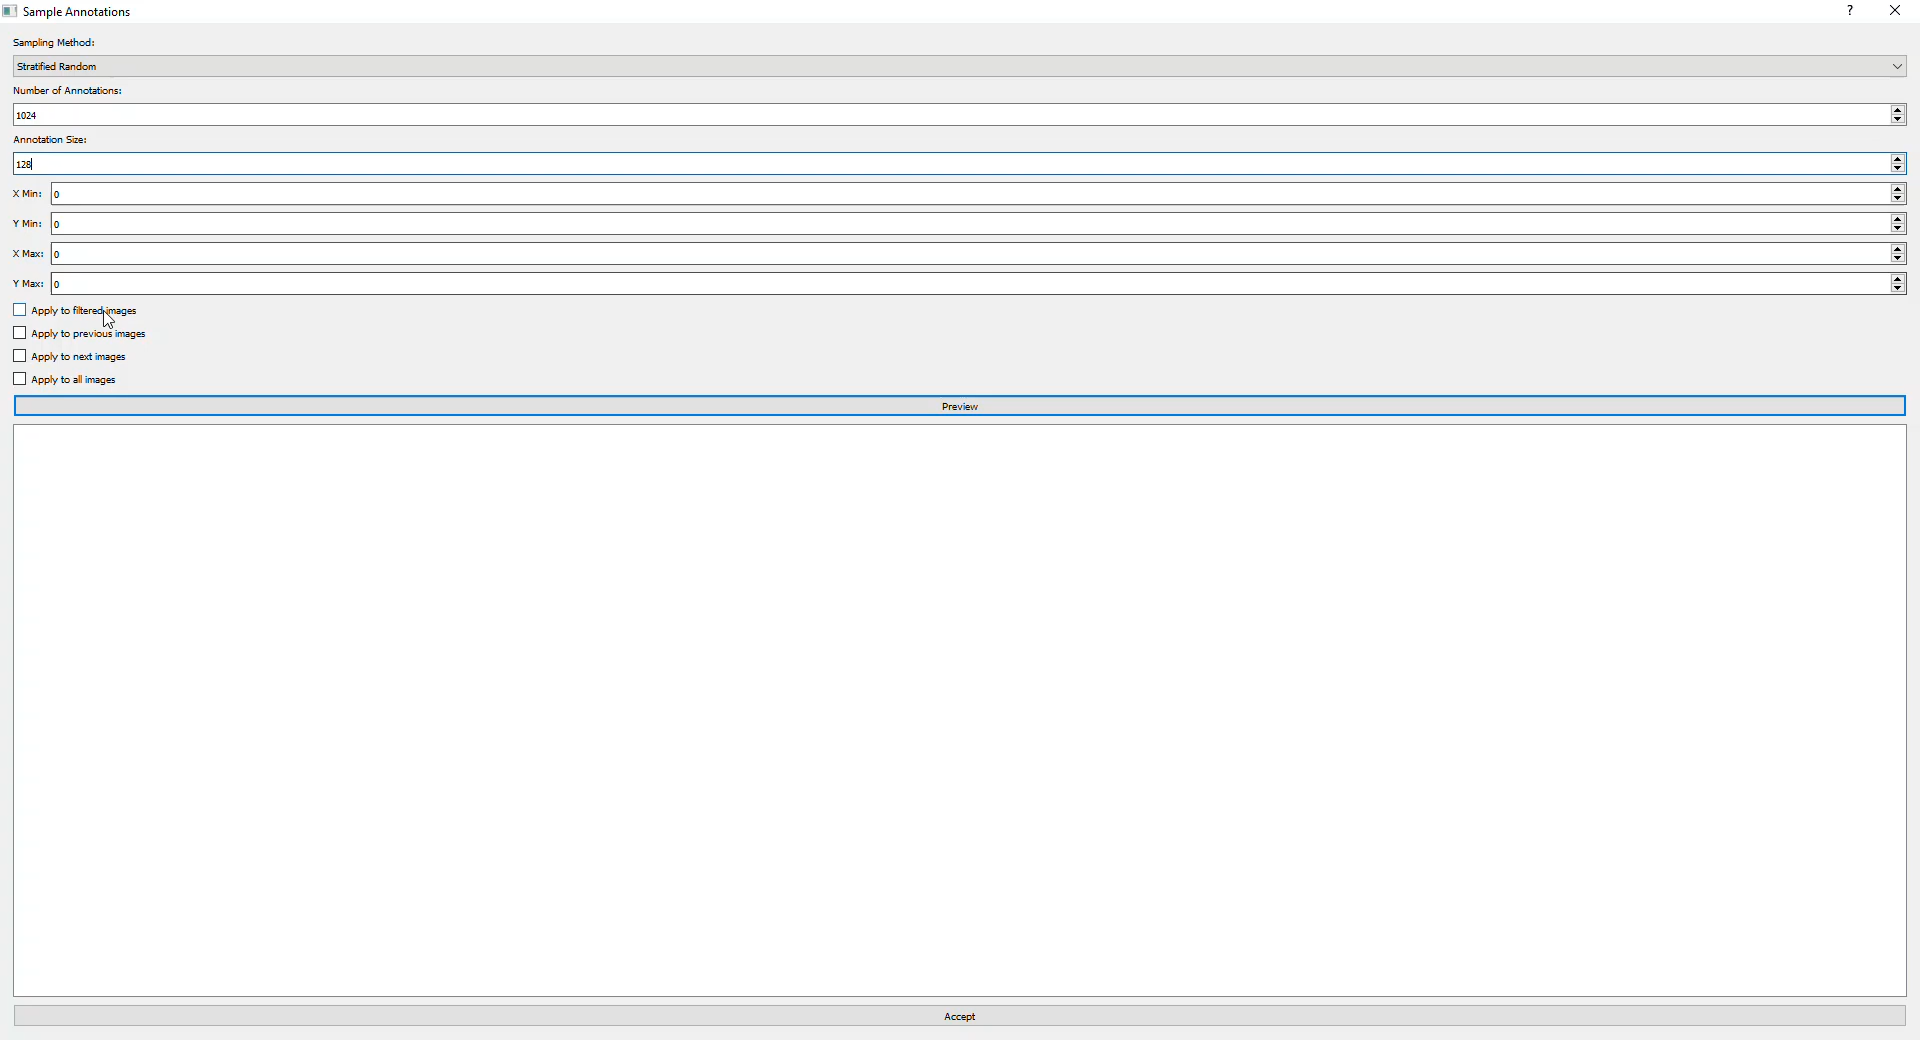 Sample Annotations
?
Sampling Method:
Stratified Random
Number of Annotations:
1024
Annotation Size:
128
X Min: 0
Y Min: 0
X Max: 0
Y Max: 0
Apply to filtered images
Apply to previous images
Apply to next images
Apply to all images
Preview
Accept